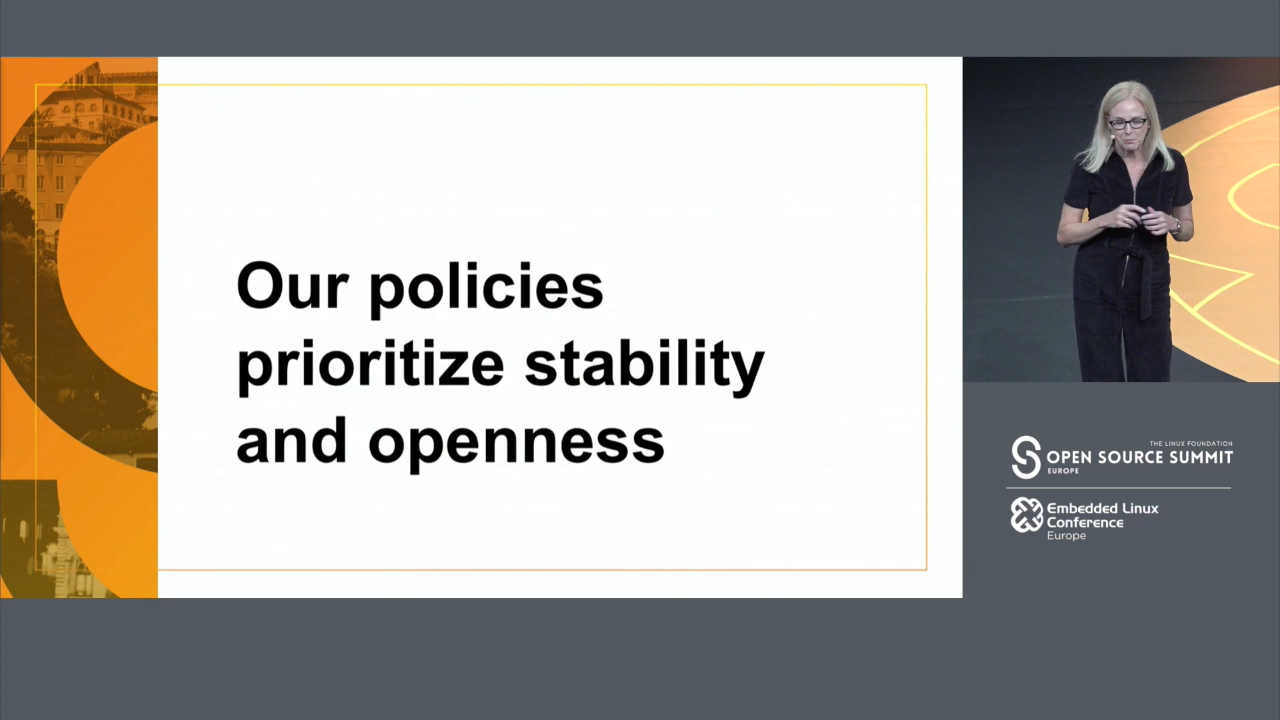 Our policies
prioritize stability
and openness
THE LINUX FOUNDATION
OPEN SOURCE SUMMIT
EUROPE
Embedded Linux
Conference
Europe